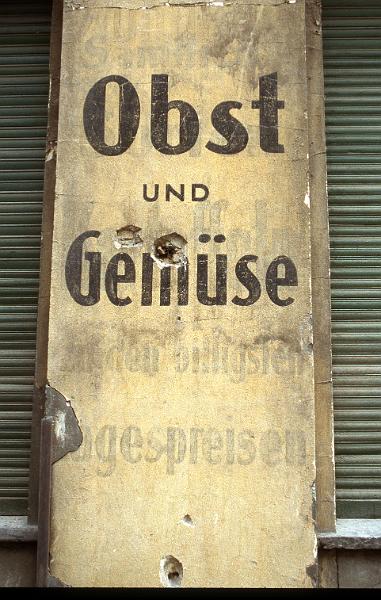 Obst
UND
Gemüse
zu den billigsten
Tagespreisen